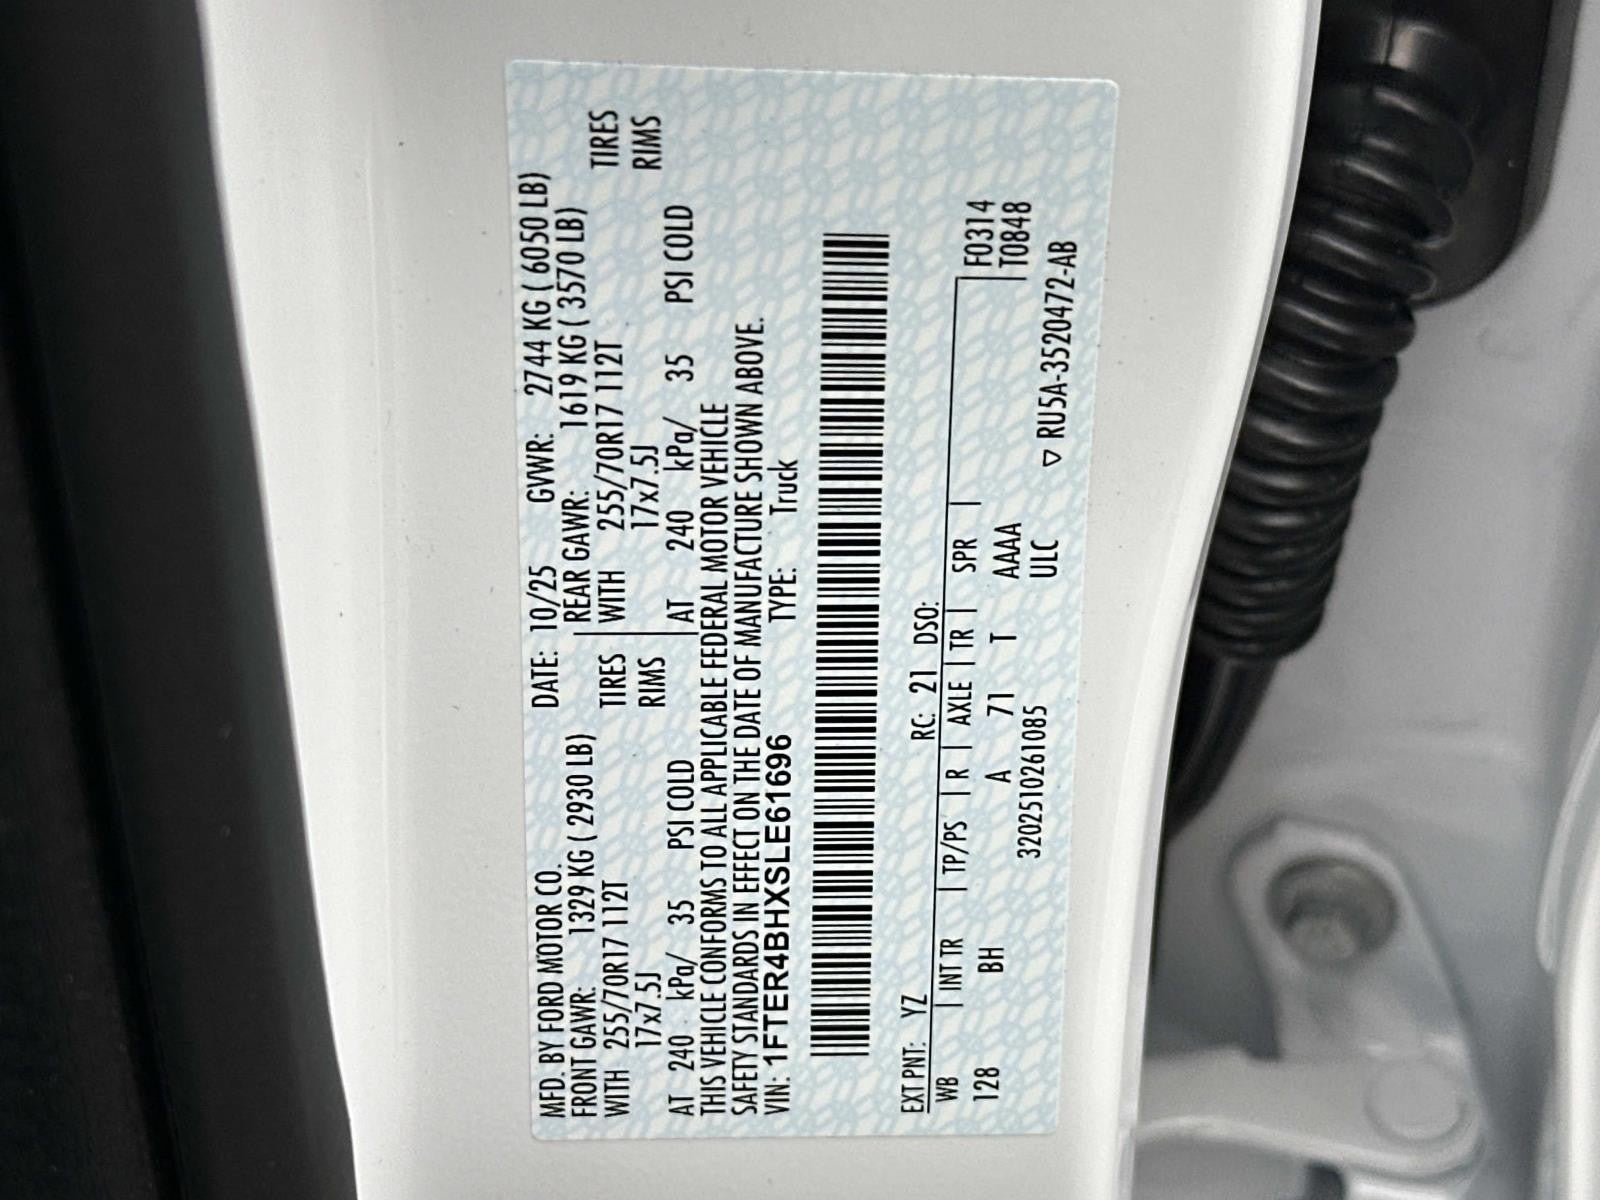 MFD. BY FORD MOTOR CO. DATE: 10/25 GVWR: 2744 KG ( 6050 LB)
FRONT GAWR: 1329 KG ( 2930 LB) REAR GAWR: 1619 KG ( 3570 LB)
WITH 255/70R17 112T TIRES WITH 255/70R17 112T TIRES
17x7.5J RIMS 17x7.5J RIMS
AT 240 kPa/ 35 PSI COLD AT 240 kPa/ 35 PSI COLD
THIS VEHICLE CONFORMS TO ALL APPLICABLE FEDERAL MOTOR VEHICLE
SAFETY STANDARDS IN EFFECT ON THE DATE OF MANUFACTURE SHOWN ABOVE.
VIN: 1FTER4BHXSLE61696 TYPE: Truck
EXT PNT: YZ RC: 21 DSO:
WB INT TR TP/PS R AXLE TR SPR F0314
128 BH A 71 T AAAA T0848
3202510261085 ULC
▽ RU5A-3520472-AB